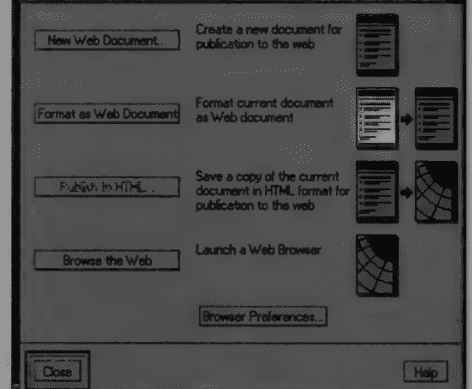 New Web Document...
Create a new document for
publication to the web
Format as Web Document
Format current document
as Web document
Publish to HTML...
Save a copy of the current
document in HTML format for
publication to the web
Browse the Web
Launch a Web Browser
Browser Preferences...
Close
Help